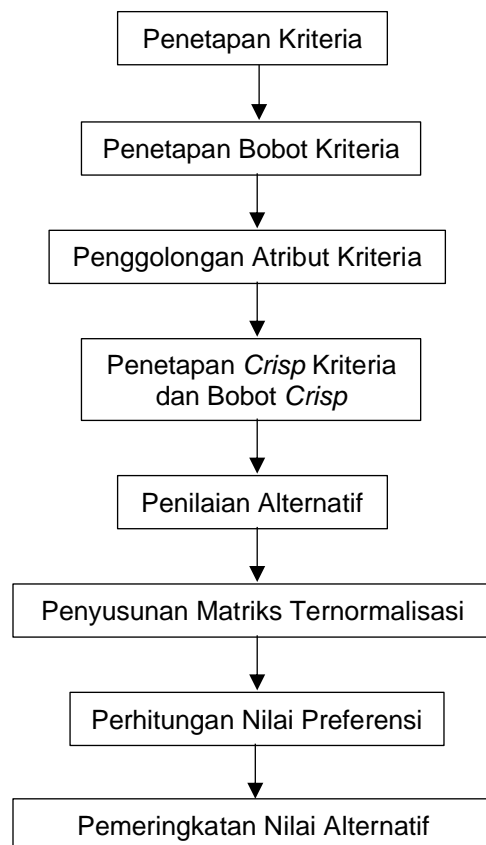 Penetapan Kriteria
Penetapan Bobot Kriteria
Penggolongan Atribut Kriteria
Penetapan Crisp Kriteria
dan Bobot Crisp
Penilaian Alternatif
Penyusunan Matriks Ternormalisasi
Perhitungan Nilai Preferensi
Pemeringkatan Nilai Alternatif